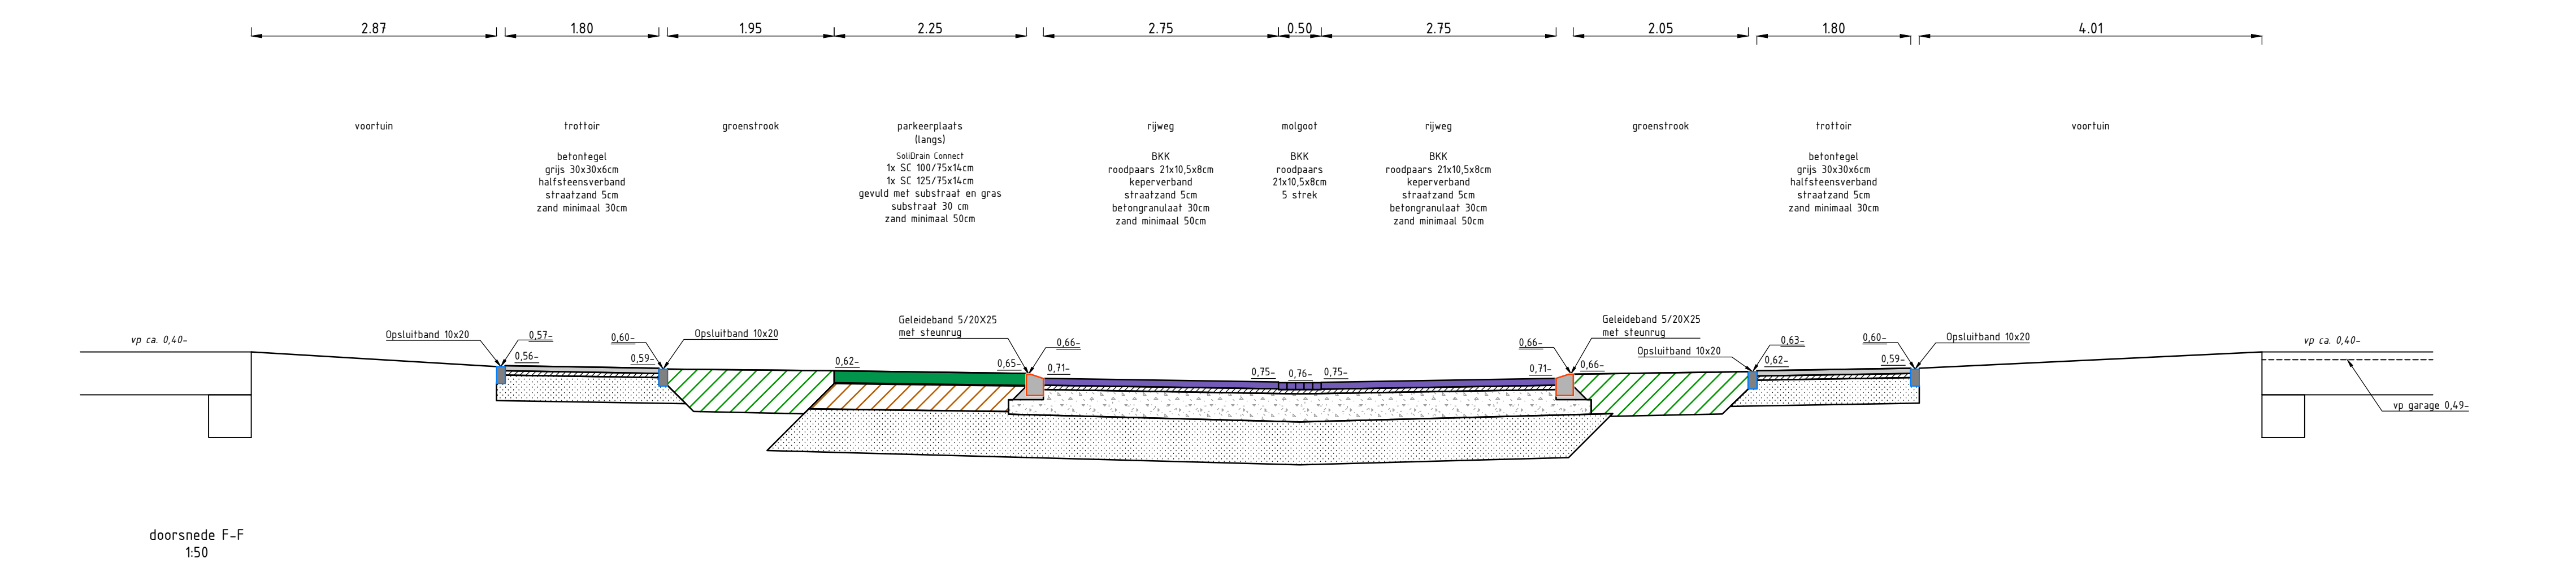 2.87 1.80 1.95 2.25 2.75 0.50 2.75 2.05 1.80 4.01
voortuin
trottoir
betontegel
grijs 30x30x6cm
halfsteensverband
straatzand 5cm
zand minimaal 30cm
groenstrook
parkeerplaats
(langs)
SoliDrain Connect
1x SC 100/75x14cm
1x SC 125/75x14cm
gevuld met substraat en gras
substraat 30 cm
zand minimaal 50cm
rijweg
BKK
roodpaars 21x10,5x8cm
keperverband
straatzand 5cm
betongranulaat 30cm
zand minimaal 50cm
molgoot
BKK
roodpaars
21x10,5x8cm
5 strek
rijweg
BKK
roodpaars 21x10,5x8cm
keperverband
straatzand 5cm
betongranulaat 30cm
zand minimaal 50cm
groenstrook
trottoir
betontegel
grijs 30x30x6cm
halfsteensverband
straatzand 5cm
zand minimaal 30cm
voortuin
vp ca. 0,40-
Opsluitband 10x20
0,57-
0,56-
0,60-
0,59-
Opsluitband 10x20
0,62-
Geleideband 5/20X25
met steunrug
0,65-
0,66-
0,71-
0,75-
0,76-
0,75-
0,71-
0,66-
Geleideband 5/20X25
met steunrug
0,66-
Opsluitband 10x20
0,63-
0,62-
0,60-
0,59-
Opsluitband 10x20
vp ca. 0,40-
vp garage 0,49-
doorsnede F-F
1:50